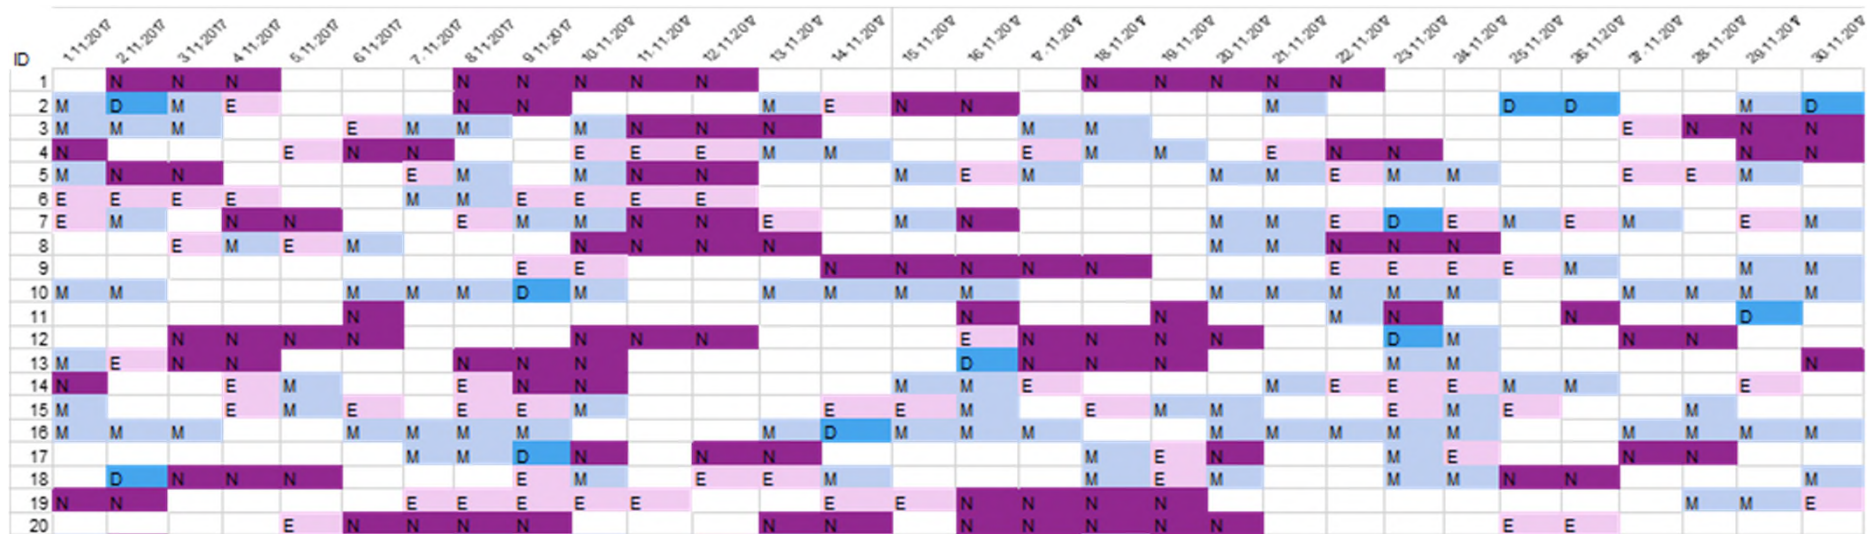 ID 1.11.2017 2.11.2017 3.11.2017 4.11.2017 5.11.2017 6.11.2017 7.11.2017 8.11.2017 9.11.2017 10.11.2017 11.11.2017 12.11.2017 13.11.2017 14.11.2017 15.11.2017 16.11.2017 17.11.2017 18.11.2017 19.11.2017 20.11.2017 21.11.2017 22.11.2017 23.11.2017 24.11.2017 25.11.2017 26.11.2017 27.11.2017 28.11.2017 29.11.2017 30.11.2017
1 N N N N N N N N N N N N N
2 M D M E N N M E N N M D D M D
3 M M M E M M M N N N M M E N N N
4 N E N N E E E M M E M M E N N N N
5 M N N E M M N N M E M M M E M M E E M
6 E E E E M M E E E E
7 E M N N E M M N N E M N M M E D E M E M E M
8 E M E M N N N N M M N N N
9 E E N N N N N E E E E M M M
10 M M M M M D M M M M M M M M M M M M M M
11 N N N M N N D
12 N N N N N N N E N N N N D M N N
13 M E N N N N N D N N N M M N
14 N E M E N N M M E M E E E M M E
15 M E M E E E M E E M E M M E M E M
16 M M M M M M M M D M M M M M M M M M M M M
17 M M D N N N M E N M E N N
18 D N N N E M E E M M E M M M N N M
19 N N E E E E E E E N N N N M M E
20 E N N N N N N N N N N N E E